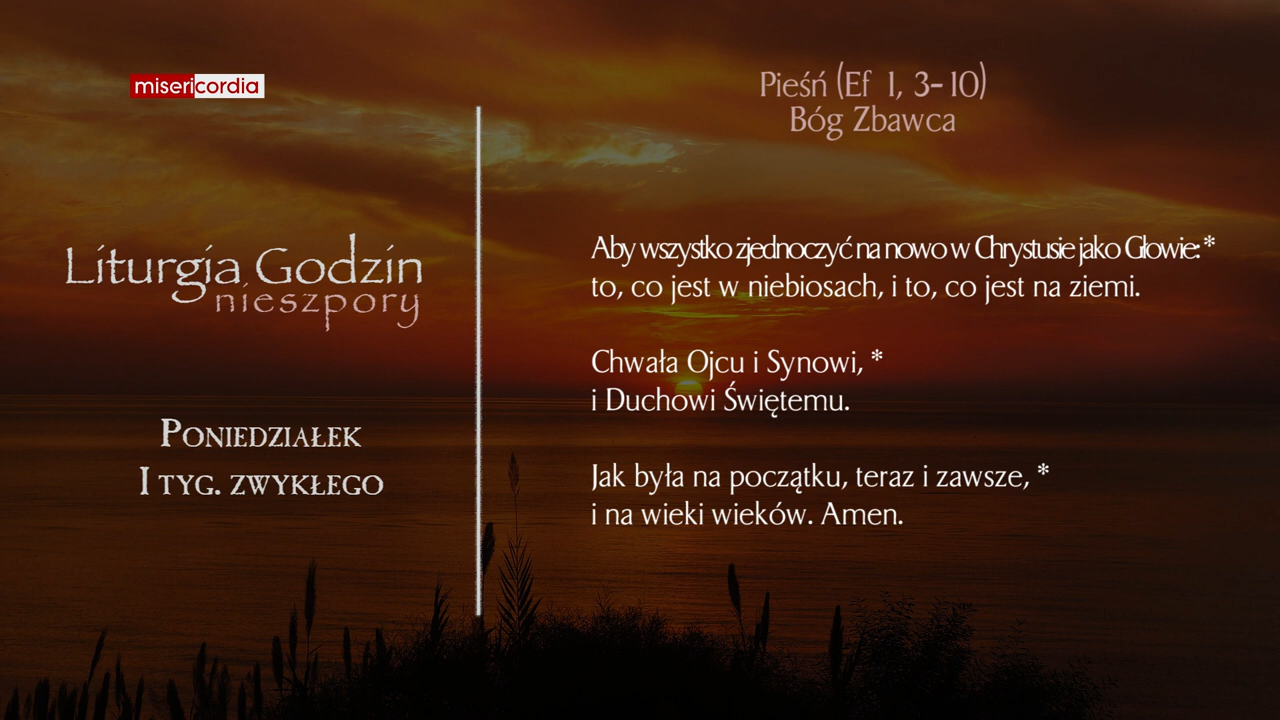 misericordia
Liturgia Godzin
nieszpory
Poniedziałek
I tyg. zwykłego
Pieśń (Ef 1, 3-10)
Bóg Zbawca
Aby wszystko zjednoczyć na nowo w Chrystusie jako Głowie: *
to, co jest w niebiosach, i to, co jest na ziemi.
Chwała Ojcu i Synowi, *
i Duchowi Świętemu.
Jak była na początku, teraz i zawsze, *
i na wieki wieków. Amen.